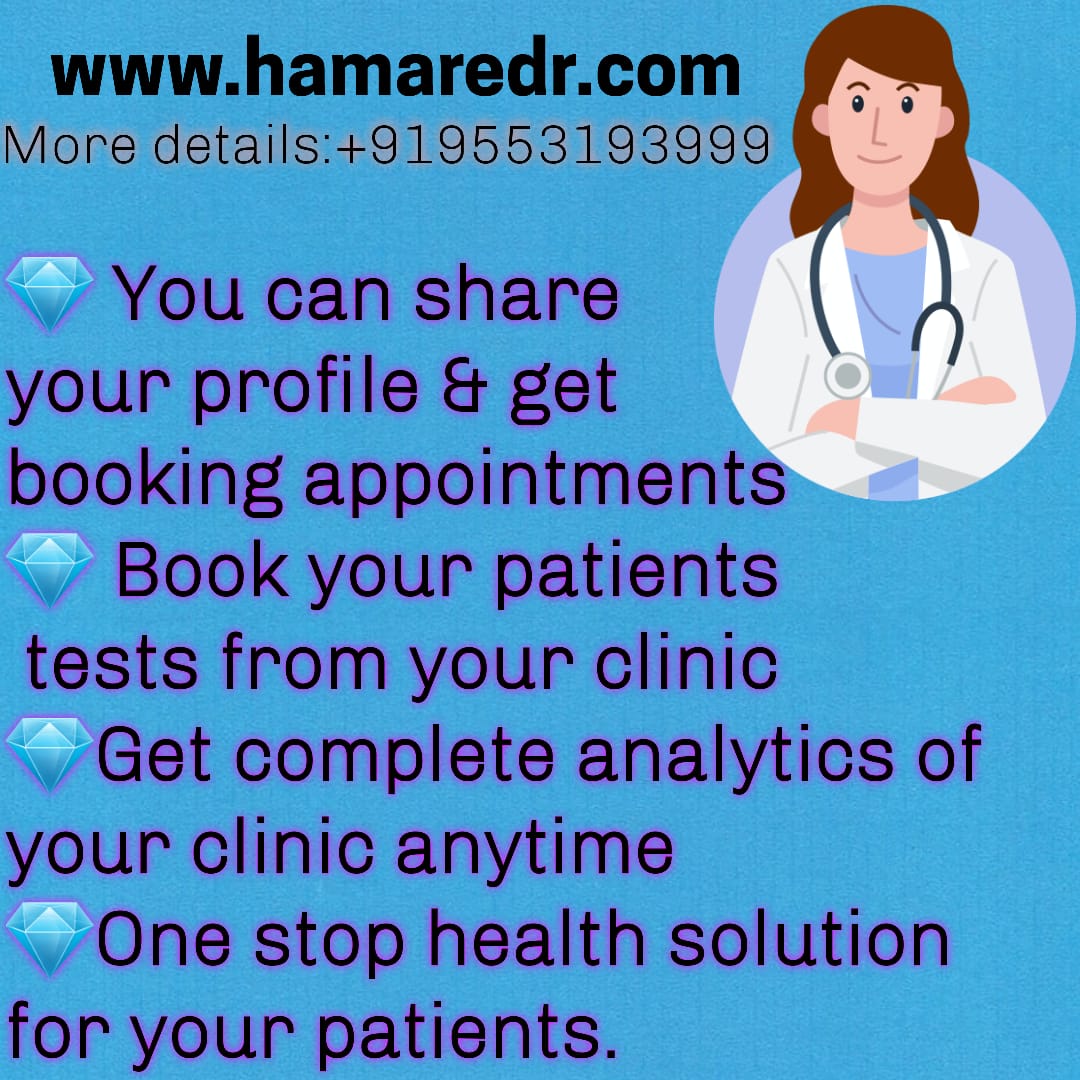 www.hamaredr.com
More details:+919553193999
💎 You can share
your profile & get
booking appointments
💎 Book your patients
tests from your clinic
💎Get complete analytics of
your clinic anytime
💎One stop health solution
for your patients.